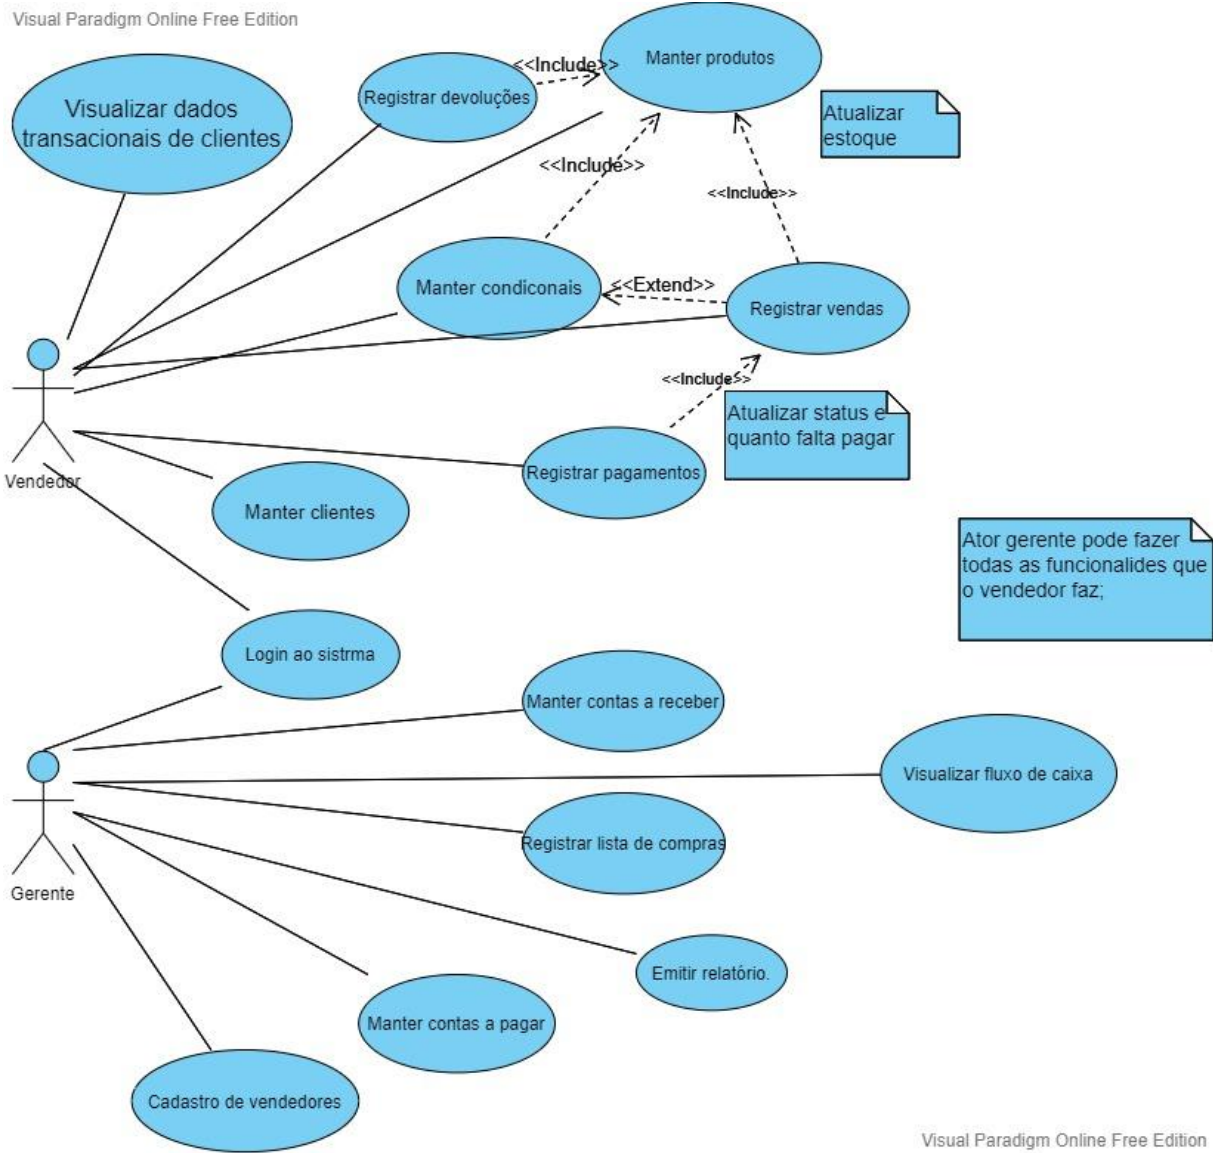 Visual Paradigm Online Free Edition
Visualizar dados
transacionais de clientes
Registrar devoluções
<<Include>>
Manter produtos
Atualizar
estoque
<<Include>>
<<Include>>
Manter condiconais
<<Extend>>
Registrar vendas
<<Include>>
Atualizar status e
quanto falta pagar
Vendedor
Registrar pagamentos
Manter clientes
Ator gerente pode fazer
todas as funcionalides que
o vendedor faz;
Login ao sistrma
Manter contas a receber
Visualizar fluxo de caixa
Registrar lista de compras
Gerente
Emitir relatório.
Manter contas a pagar
Cadastro de vendedores
Visual Paradigm Online Free Edition